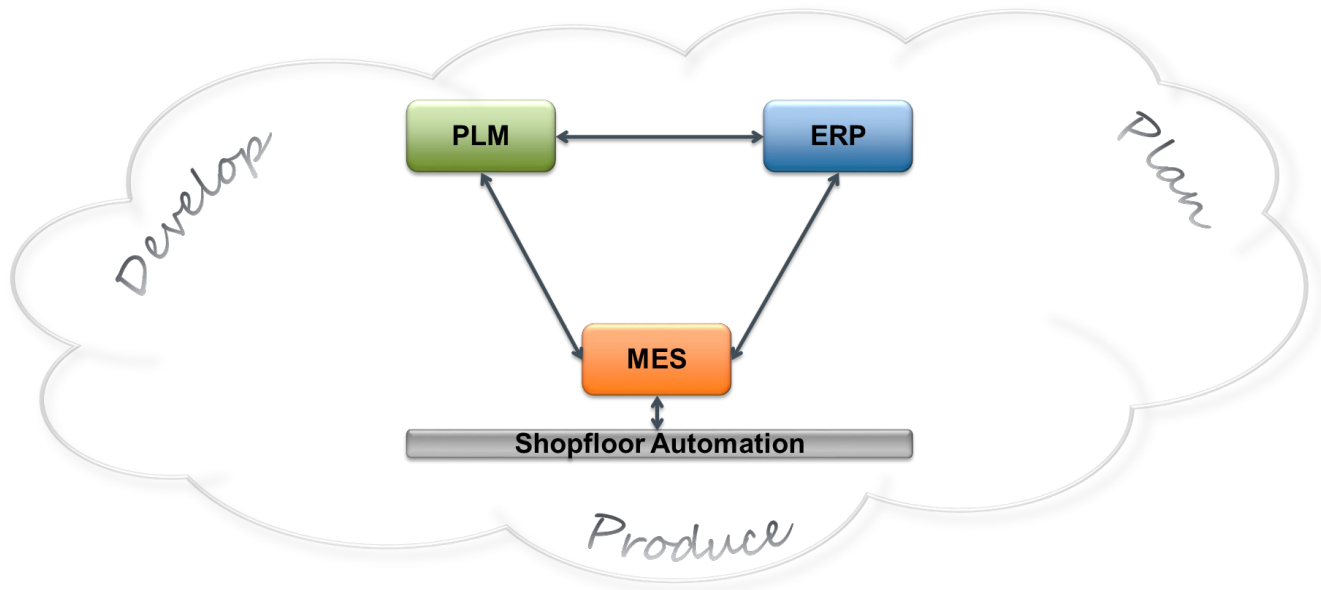 PLM
ERP
Develop
Plan
MES
Shopfloor Automation
Produce